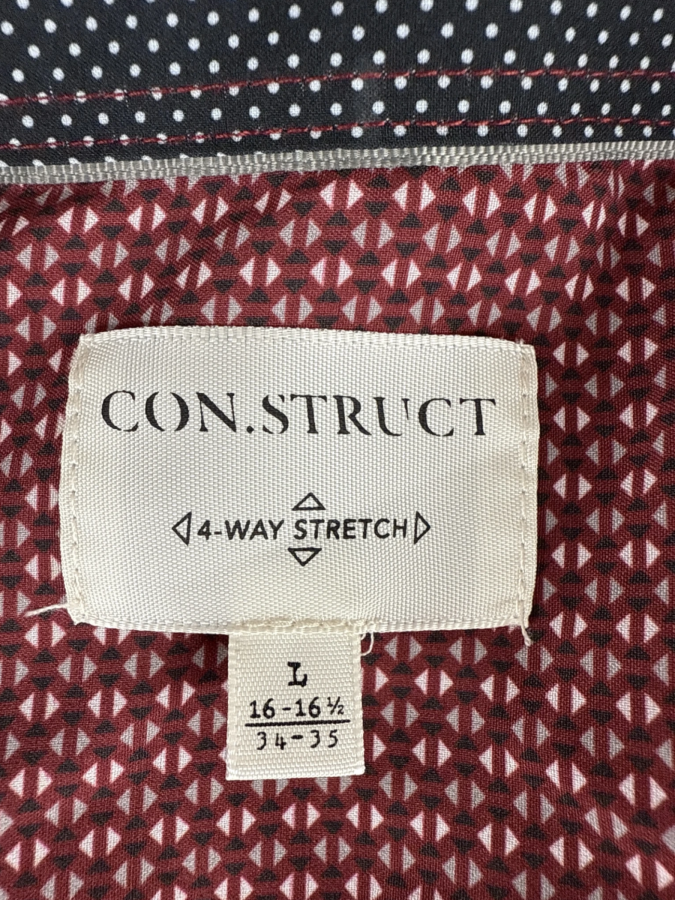 CON.STRUCT
4-WAY STRETCH
L
16-16½
34-35